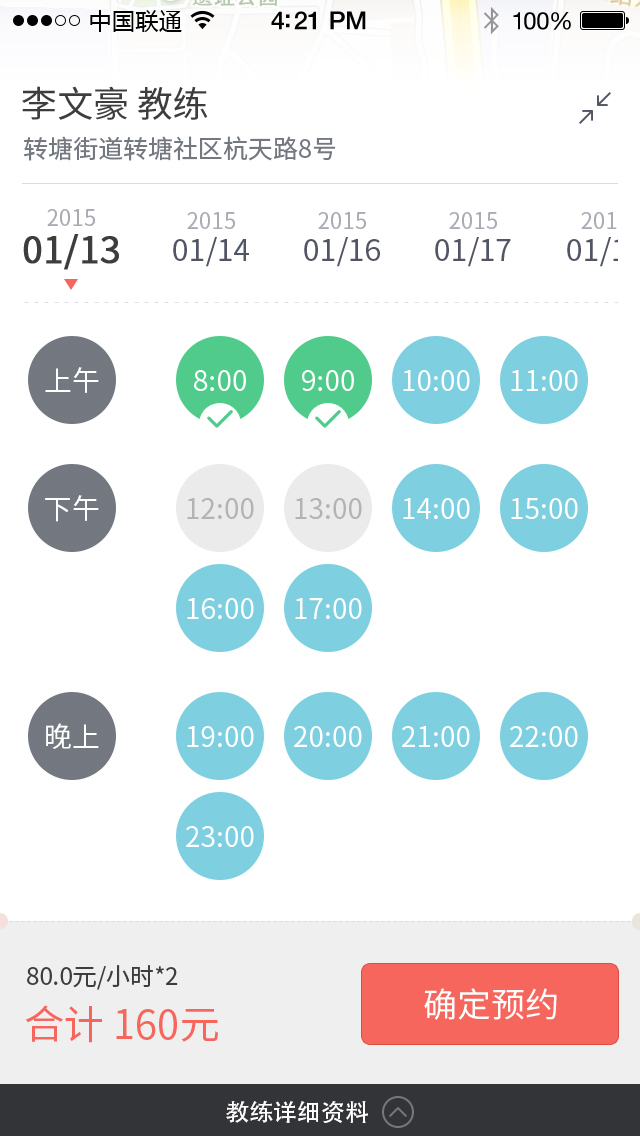 中国联通 4:21 PM 100%
李文豪 教练
转塘街道转塘社区杭天路8号
2015 2015 2015 2015 201
01/13 01/14 01/16 01/17 01/1
上午 8:00 9:00 10:00 11:00
下午 12:00 13:00 14:00 15:00
16:00 17:00
晚上 19:00 20:00 21:00 22:00
23:00
80.0元/小时*2
合计 160元
确定预约
教练详细资料